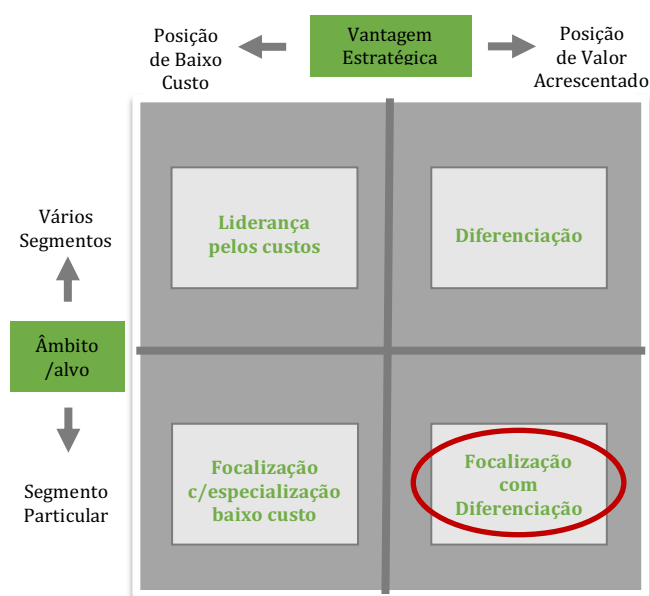 Posição
de Baixo
Custo
Vantagem
Estratégica
Posição
de Valor
Acrescentado
Vários
Segmentos
Liderança
pelos custos
Diferenciação
Âmbito
/alvo
Segmento
Particular
Focalização
c/especialização
baixo custo
Focalização
com
Diferenciação